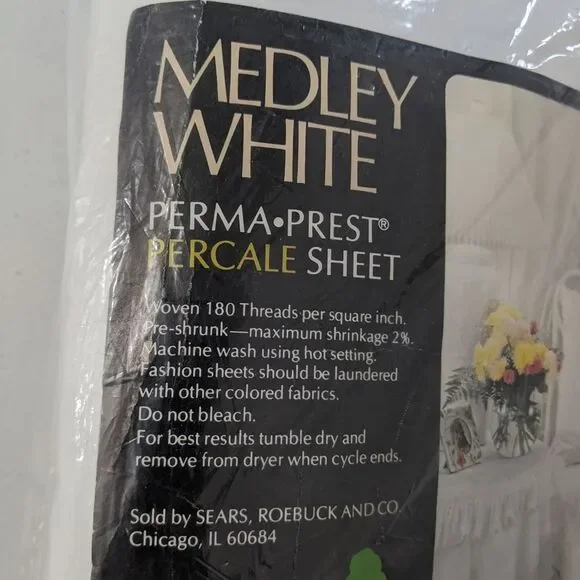 MEDLEY
WHITE
PERMA•PREST®
PERCALE SHEET
Woven 180 Threads per square inch.
Pre-shrunk—maximum shrinkage 2%.
Machine wash using hot setting.
Fashion sheets should be laundered
with other colored fabrics.
Do not bleach.
For best results tumble dry and
remove from dryer when cycle ends.
Sold by SEARS, ROEBUCK AND CO.
Chicago, IL 60684